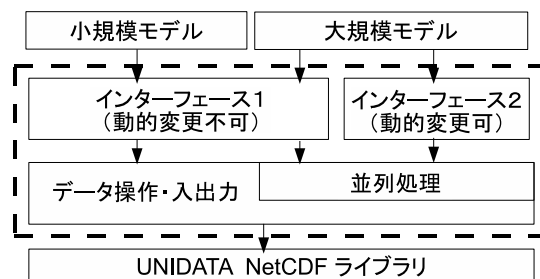 小規模モデル
大規模モデル
インターフェース1
(動的変更不可)
インターフェース2
(動的変更可)
データ操作・入出力
並列処理
UNIDATA NetCDF ライブラリ